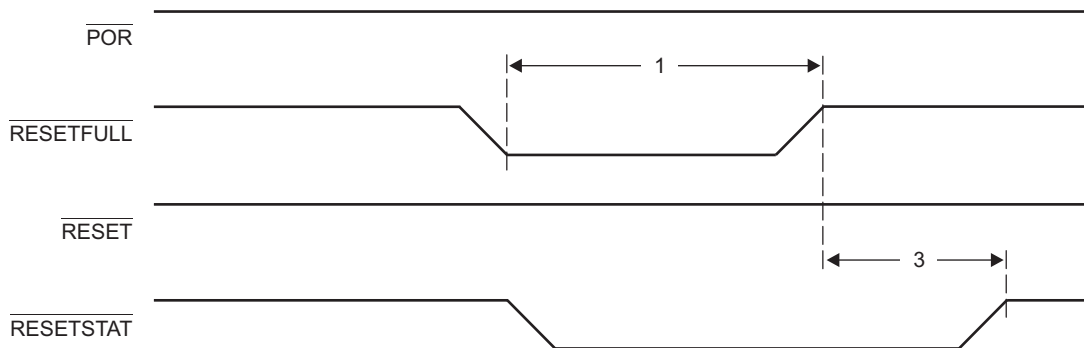 POR
1
RESETFULL
RESET
3
RESETSTAT